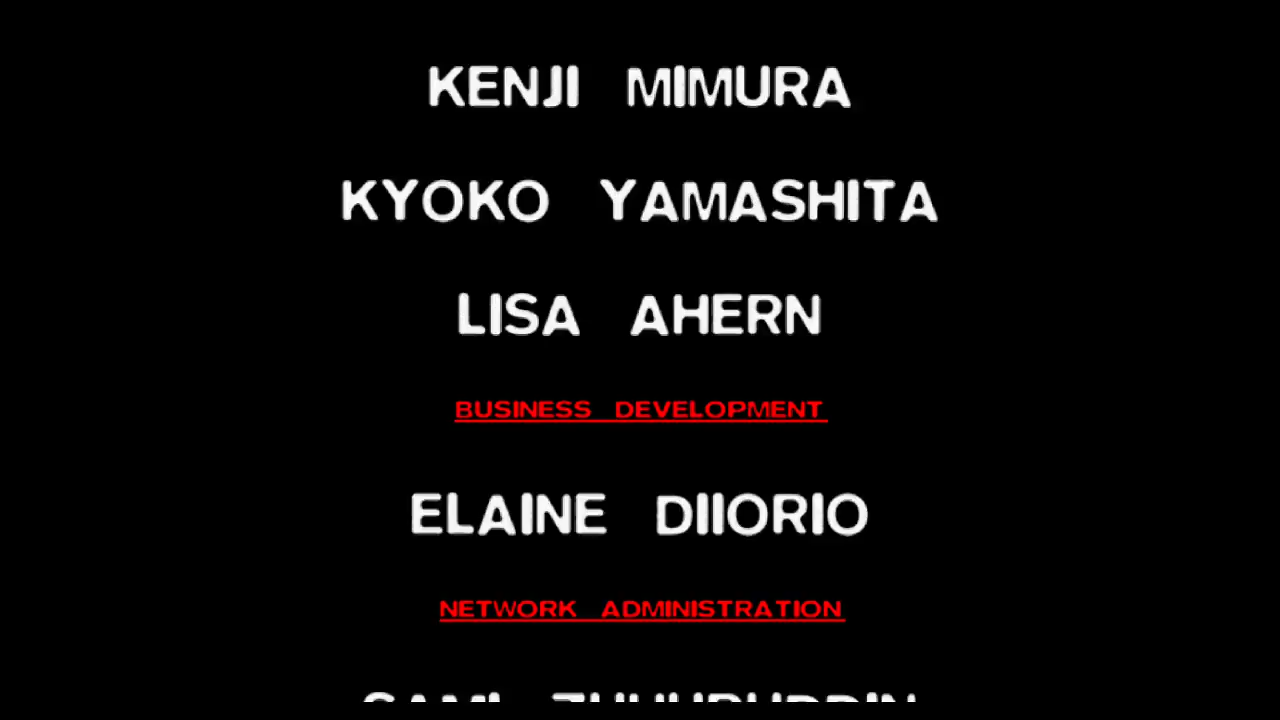 KENJI MIMURA
KYOKO YAMASHITA
LISA AHERN
BUSINESS DEVELOPMENT
ELAINE DIIORIO
NETWORK ADMINISTRATION